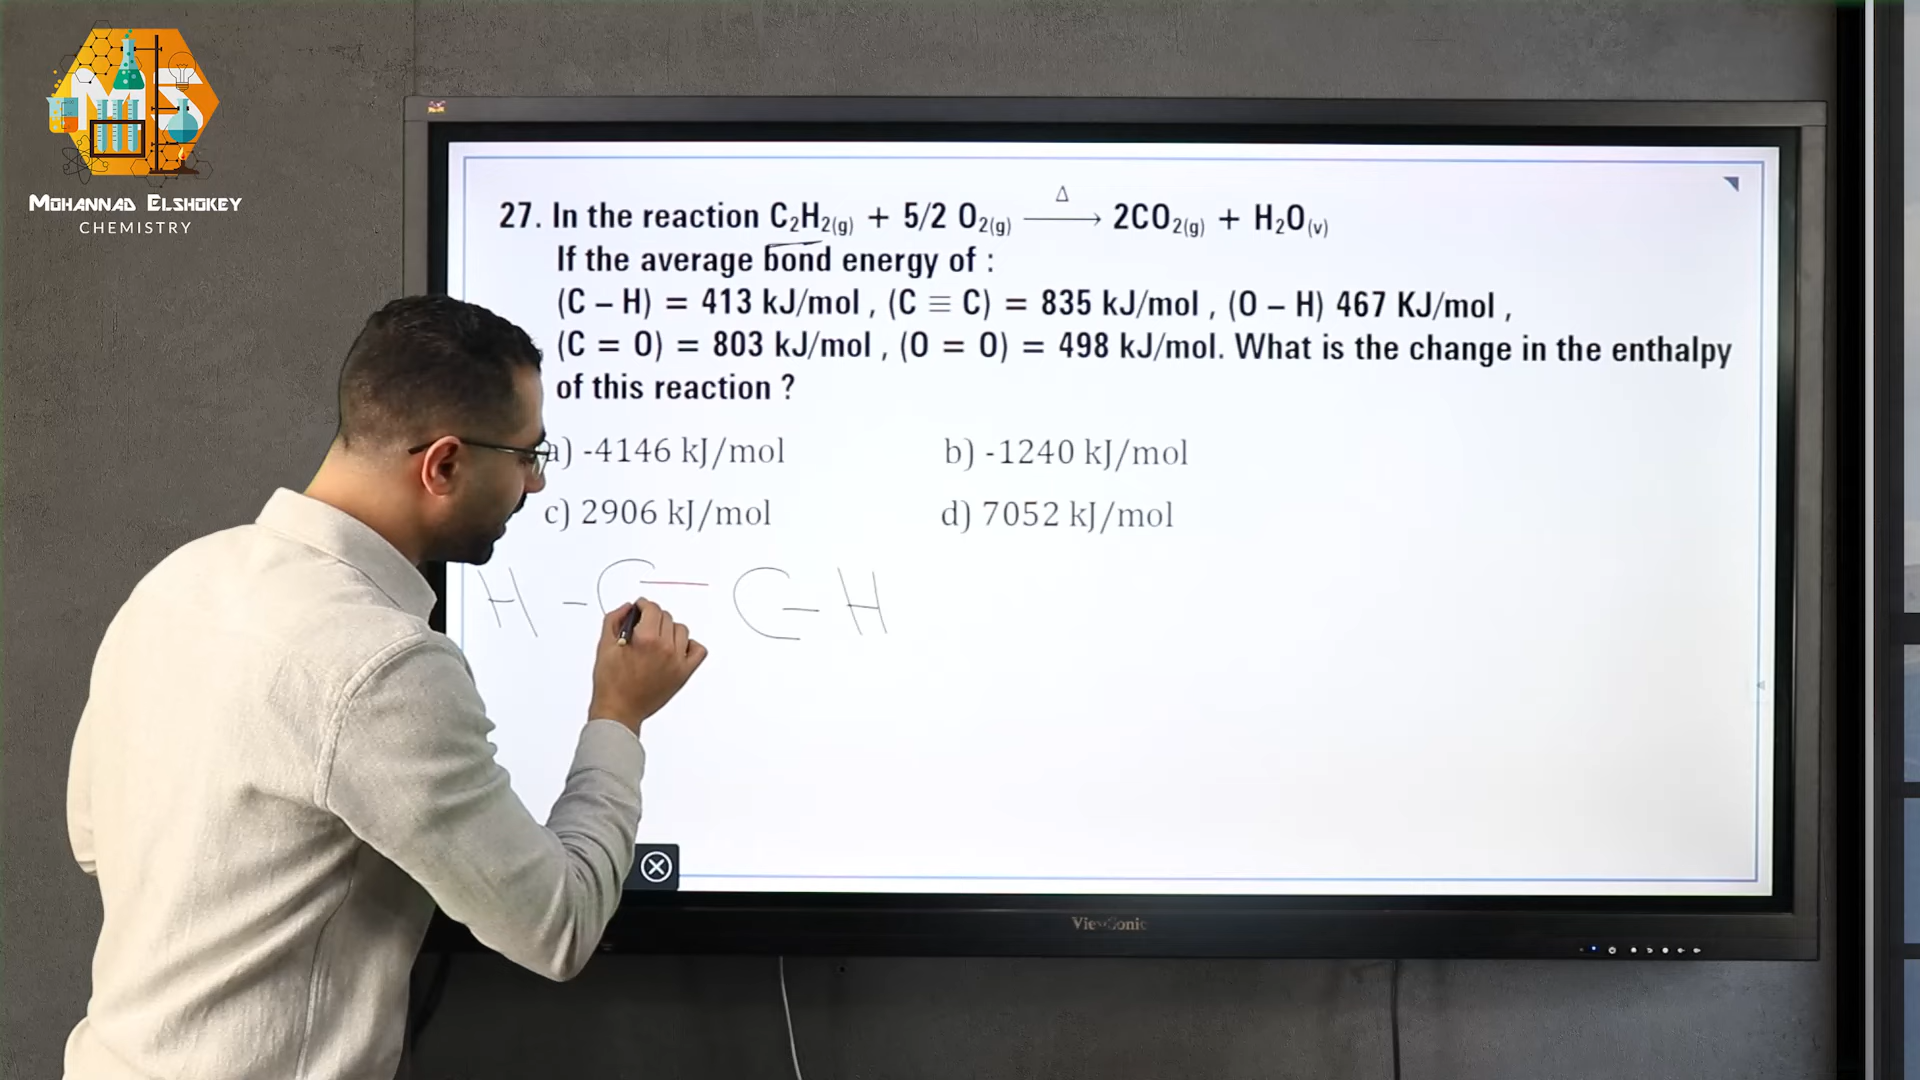 MS
MOHANNAD ELSHOKEY
CHEMISTRY
27. In the reaction C₂H₂(g) + 5/2 O₂(g) —Δ→ 2CO₂(g) + H₂O(v)
If the average bond energy of :
(C – H) = 413 kJ/mol , (C ≡ C) = 835 kJ/mol , (O – H) 467 KJ/mol ,
(C = O) = 803 kJ/mol , (O = O) = 498 kJ/mol. What is the change in the enthalpy
of this reaction ?
a) -4146 kJ/mol b) -1240 kJ/mol
c) 2906 kJ/mol d) 7052 kJ/mol
H - C - C - H
ViewSonic